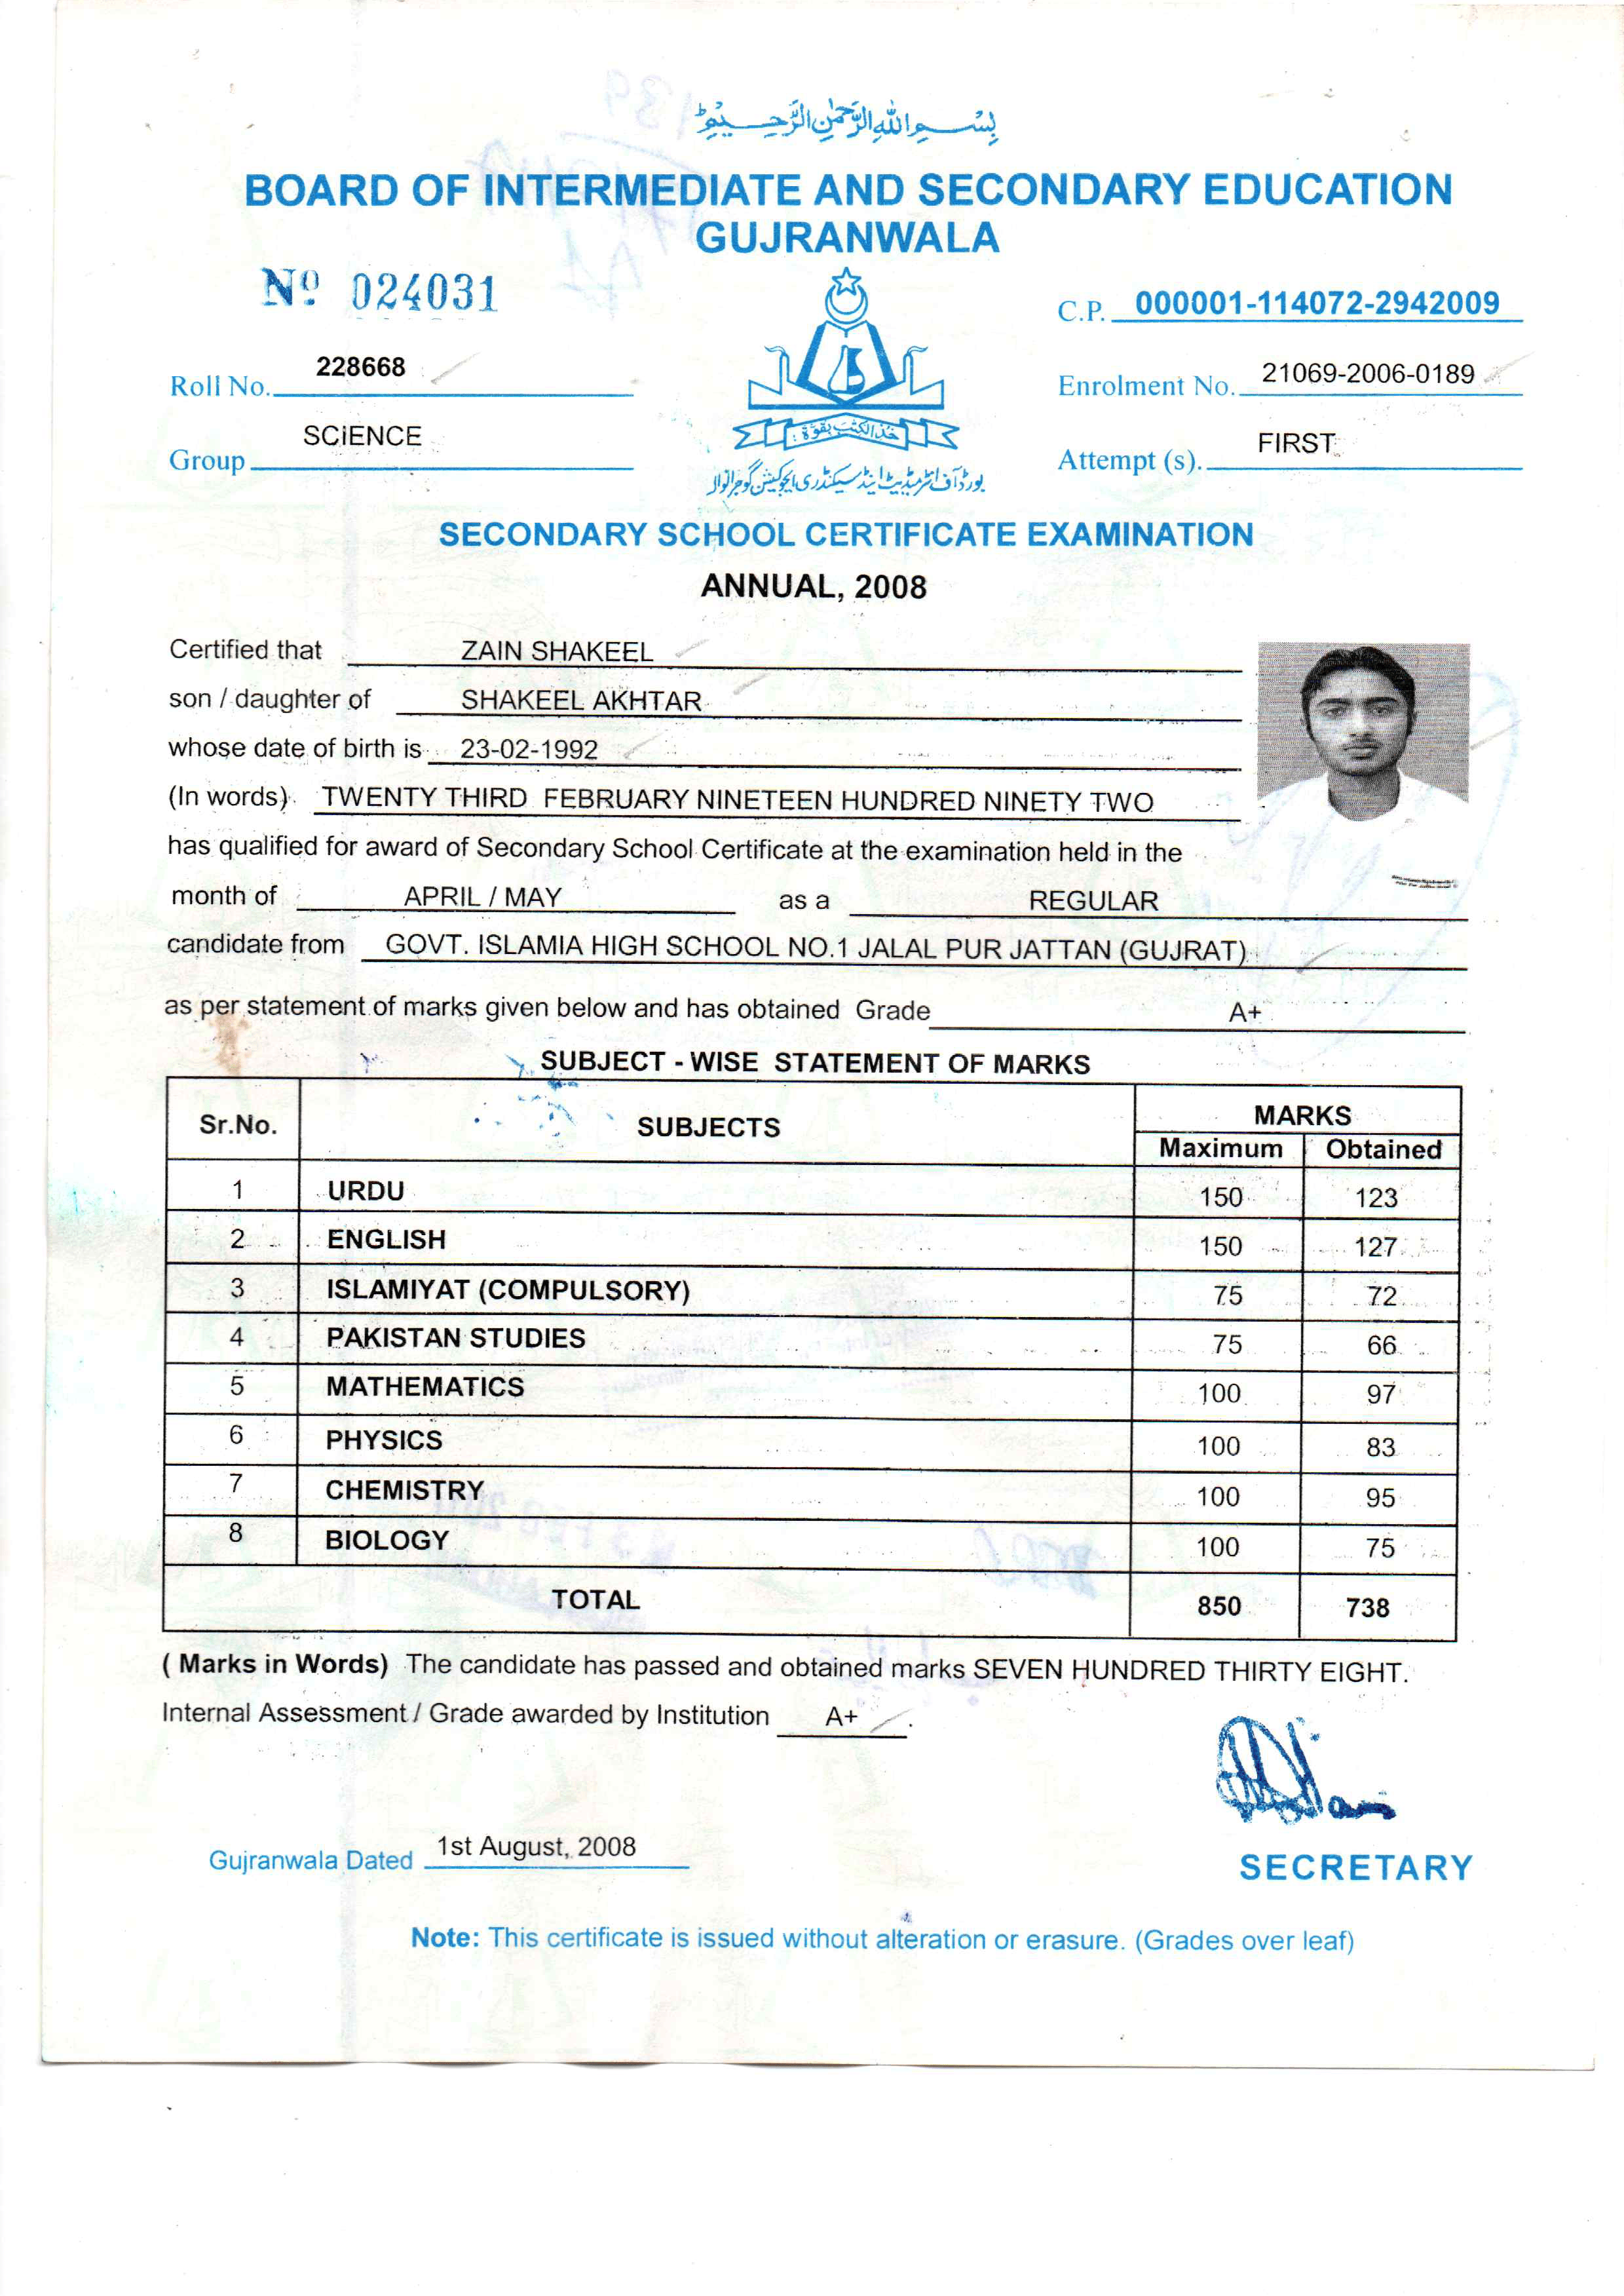 بِسْمِ اللهِ الرَّحْمٰنِ الرَّحِيْمِ
BOARD OF INTERMEDIATE AND SECONDARY EDUCATION
GUJRANWALA
Nº 024031
C.P. 000001-114072-2942009
Roll No. 228668
Enrolment No. 21069-2006-0189
Group SCiENCE
Attempt (s). FIRST
خذالكتب بقوة
بورڈ آف انٹرمیڈیٹ اینڈ سیکنڈری ایجوکیشن گوجرانوالہ
SECONDARY SCHOOL CERTIFICATE EXAMINATION
ANNUAL, 2008
Certified that ZAIN SHAKEEL
son / daughter of SHAKEEL AKHTAR
whose date of birth is 23-02-1992
(In words) TWENTY THIRD FEBRUARY NINETEEN HUNDRED NINETY TWO
has qualified for award of Secondary School Certificate at the examination held in the
month of APRIL / MAY as a REGULAR
candidate from GOVT. ISLAMIA HIGH SCHOOL NO.1 JALAL PUR JATTAN (GUJRAT)
as per statement of marks given below and has obtained Grade A+
SUBJECT - WISE STATEMENT OF MARKS
Sr.No. SUBJECTS MARKS
Maximum Obtained
1 URDU 150 123
2 ENGLISH 150 127
3 ISLAMIYAT (COMPULSORY) 75 72
4 PAKISTAN STUDIES 75 66
5 MATHEMATICS 100 97
6 PHYSICS 100 83
7 CHEMISTRY 100 95
8 BIOLOGY 100 75
TOTAL 850 738
( Marks in Words) The candidate has passed and obtained marks SEVEN HUNDRED THIRTY EIGHT.
Internal Assessment / Grade awarded by Institution A+ .
Gujranwala Dated 1st August, 2008
SECRETARY
Note: This certificate is issued without alteration or erasure. (Grades over leaf)